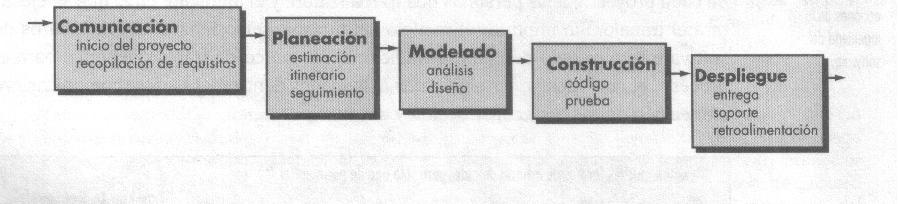 Comunicación
inicio del proyecto
recopilación de requisitos
Planeación
estimación
itinerario
seguimiento
Modelado
análisis
diseño
Construcción
código
prueba
Despliegue
entrega
soporte
retroalimentación